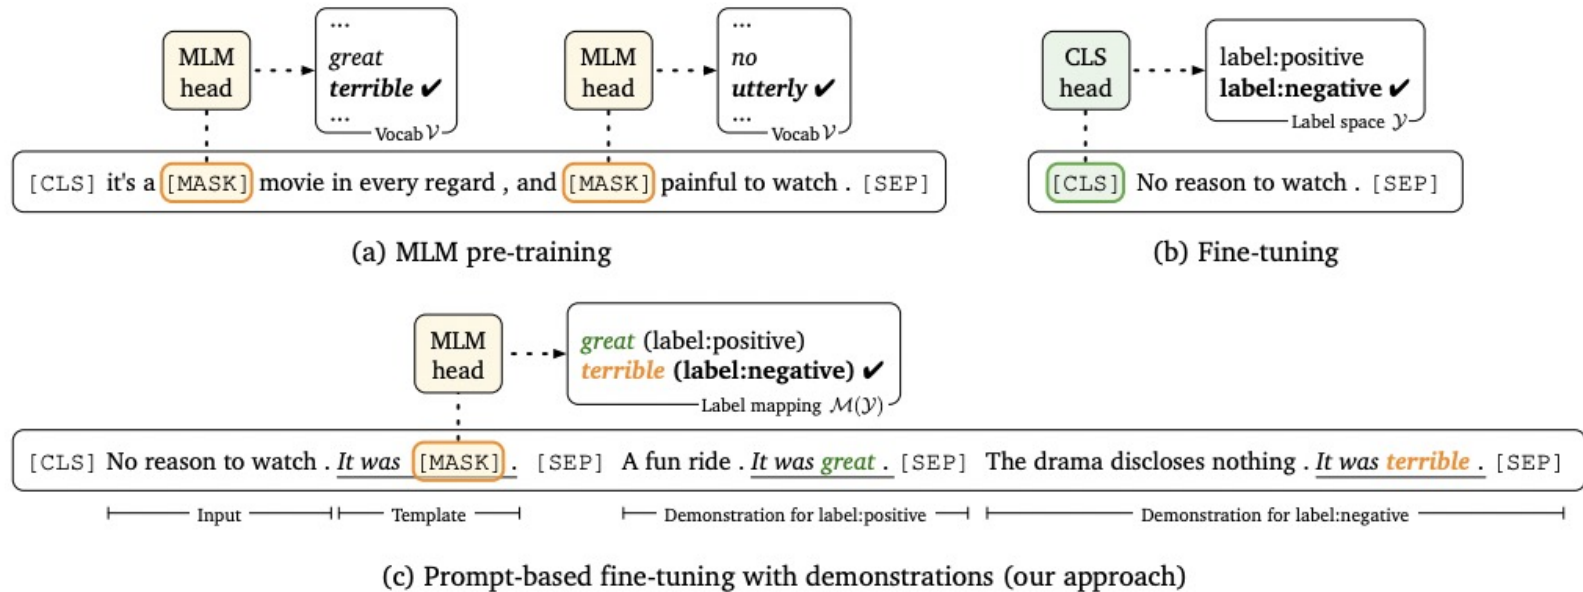 MLM head
...
great
terrible ✔
...
Vocab 𝒱
MLM head
...
no
utterly ✔
...
Vocab 𝒱
[CLS] it's a [MASK] movie in every regard , and [MASK] painful to watch . [SEP]
(a) MLM pre-training
CLS head
label:positive
label:negative ✔
Label space 𝒴
[CLS] No reason to watch . [SEP]
(b) Fine-tuning
MLM head
great (label:positive)
terrible (label:negative) ✔
Label mapping ℳ(𝒴)
[CLS] No reason to watch . It was [MASK] . [SEP] A fun ride . It was great . [SEP] The drama discloses nothing . It was terrible . [SEP]
Input Template Demonstration for label:positive Demonstration for label:negative
(c) Prompt-based fine-tuning with demonstrations (our approach)